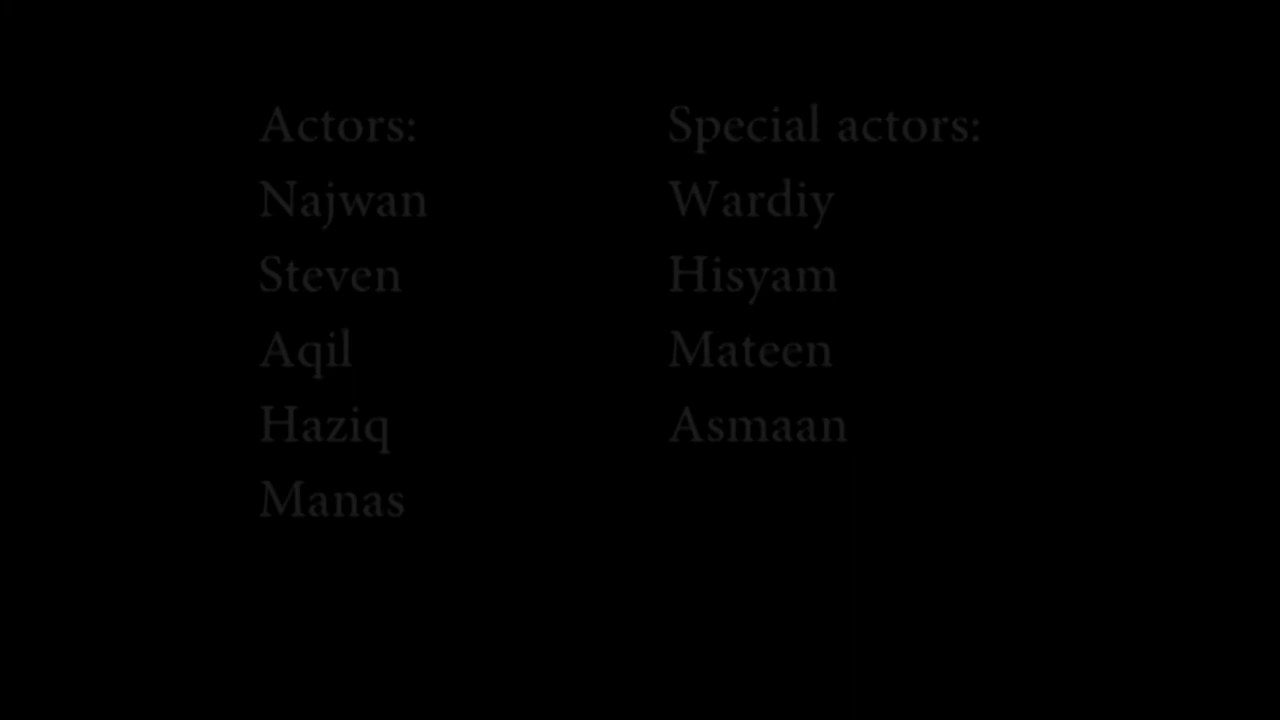 Actors:
Najwan
Steven
Aqil
Haziq
Manas
Special actors:
Wardiy
Hisyam
Mateen
Asmaan